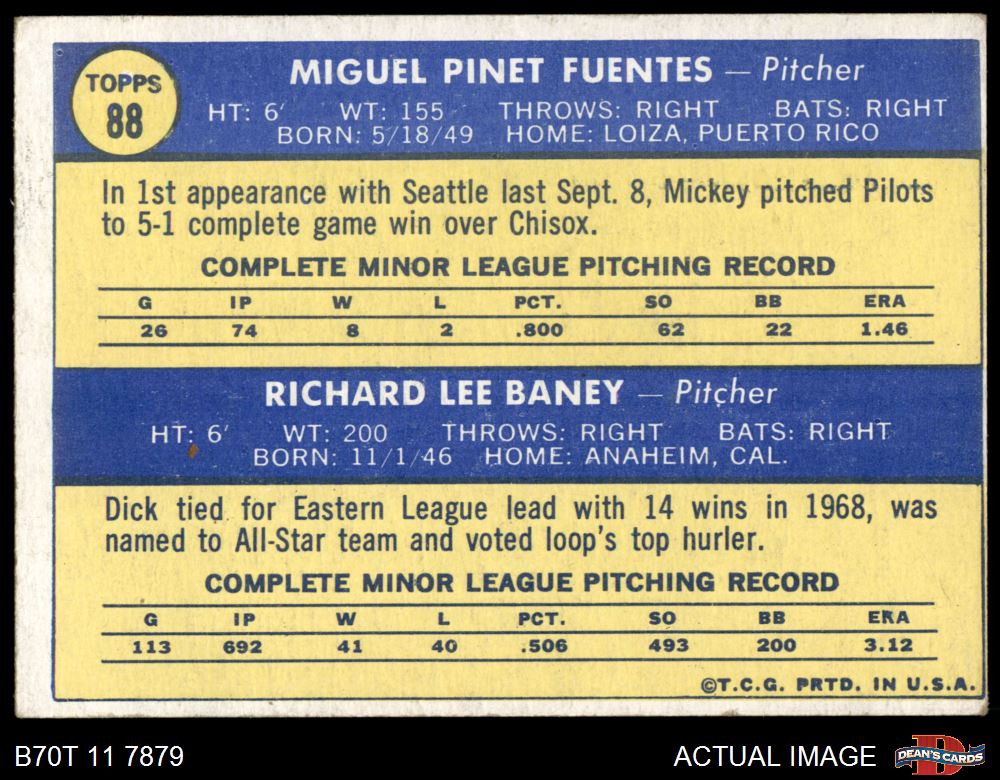 TOPPS
88
MIGUEL PINET FUENTES — Pitcher
HT: 6' WT: 155 THROWS: RIGHT BATS: RIGHT
BORN: 5/18/49 HOME: LOIZA, PUERTO RICO
In 1st appearance with Seattle last Sept. 8, Mickey pitched Pilots
to 5-1 complete game win over Chisox.
COMPLETE MINOR LEAGUE PITCHING RECORD
G IP W L PCT. SO BB ERA
26 74 8 2 .800 62 22 1.46
RICHARD LEE BANEY — Pitcher
HT: 6' WT: 200 THROWS: RIGHT BATS: RIGHT
BORN: 11/1/46 HOME: ANAHEIM, CAL.
Dick tied for Eastern League lead with 14 wins in 1968, was
named to All-Star team and voted loop's top hurler.
COMPLETE MINOR LEAGUE PITCHING RECORD
G IP W L PCT. SO BB ERA
113 692 41 40 .506 493 200 3.12
©T.C.G. PRTD. IN U.S.A.
B70T 11 7879 ACTUAL IMAGE DEAN'S CARDS